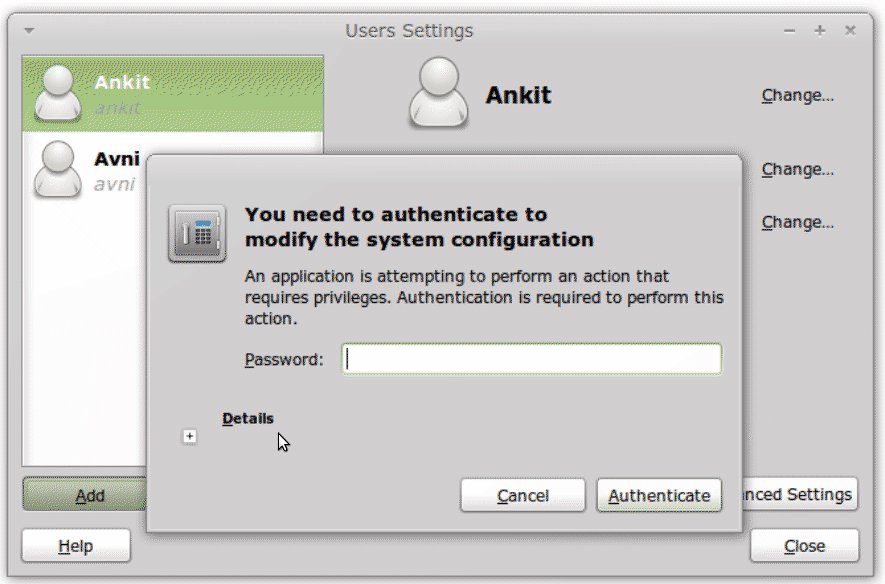 Users Settings
Ankit
ankit
Avni
avni
Ankit
Change...
Change...
Change...
You need to authenticate to
modify the system configuration
An application is attempting to perform an action that
requires privileges. Authentication is required to perform this
action.
Password:
Details
Cancel
Authenticate
Add
Settings
Help
Close